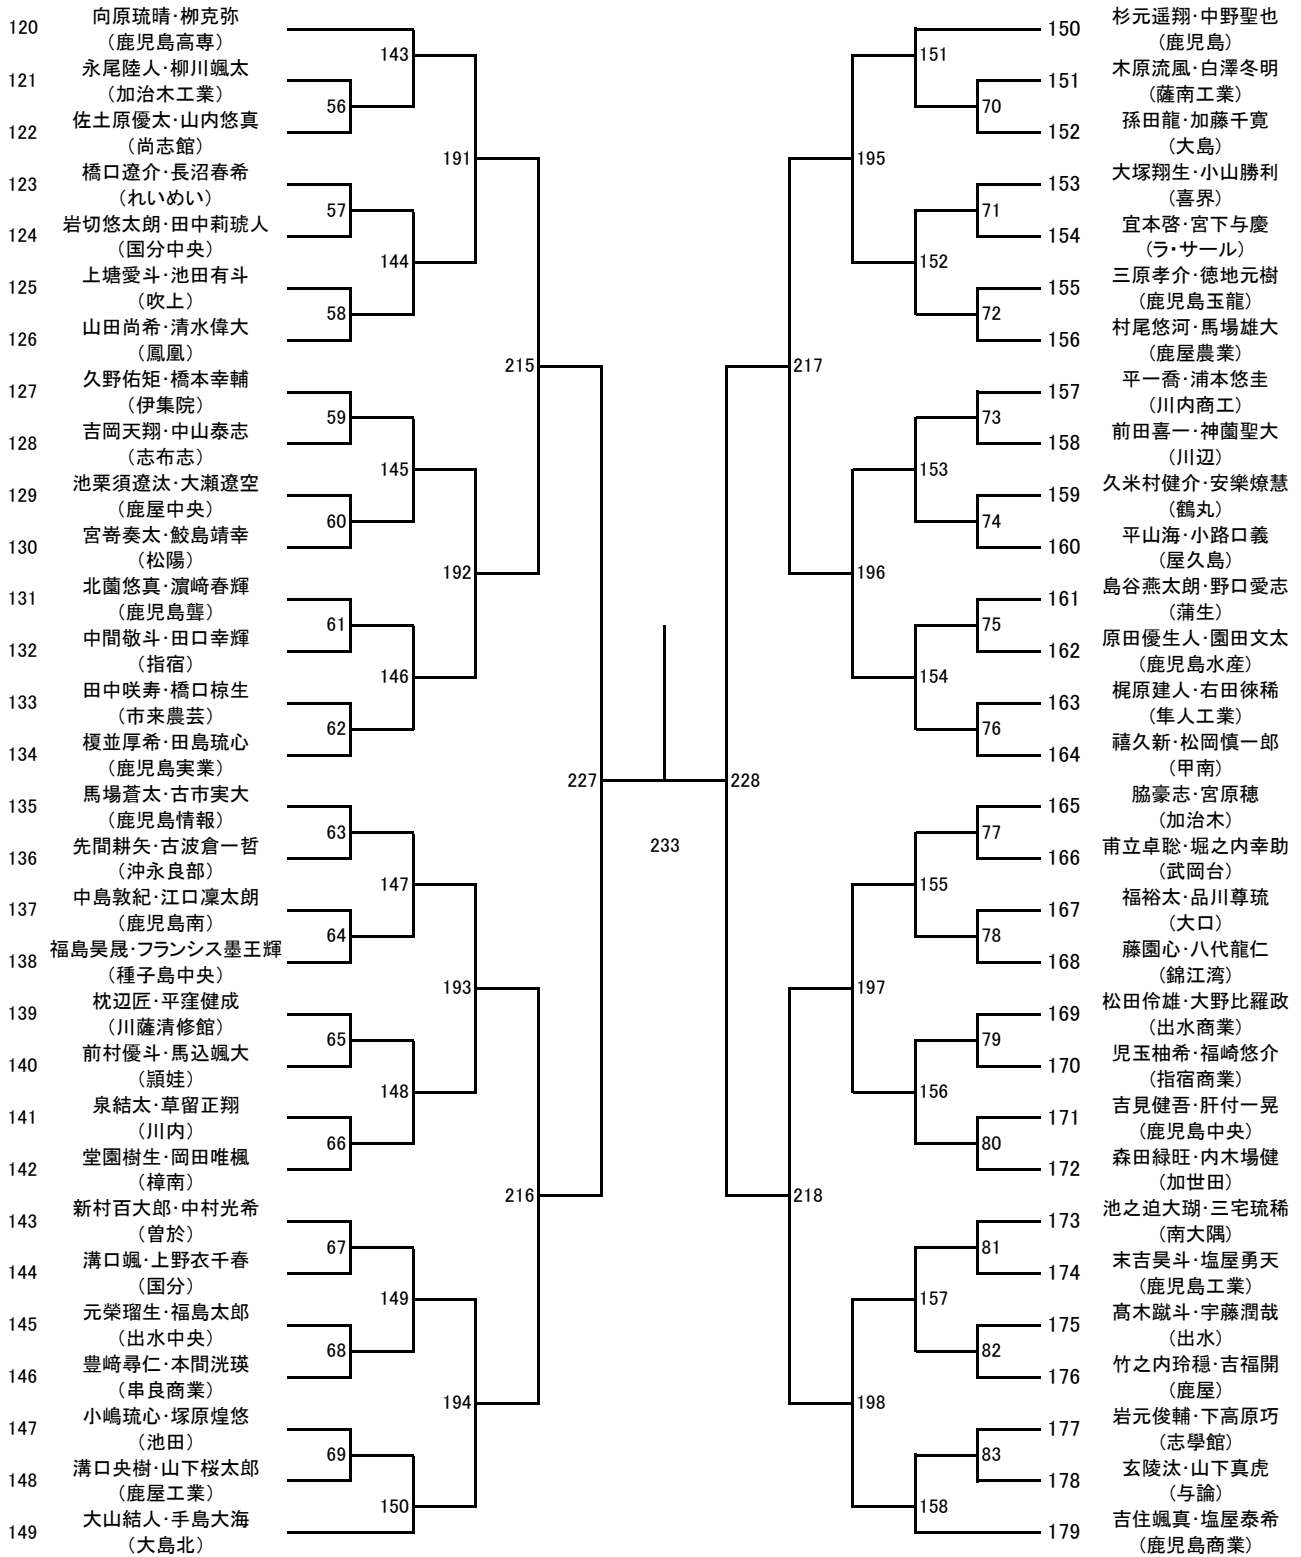 120 向原琉晴・栁克弥
（鹿児島高専）
121 永尾陸人・柳川颯太
（加治木工業）
122 佐土原優太・山内悠真
（尚志館）
123 橋口遼介・長沼春希
（れいめい）
124 岩切悠太朗・田中莉琥人
（国分中央）
125 上塘愛斗・池田有斗
（吹上）
126 山田尚希・清水偉大
（鳳凰）
127 久野佑矩・橋本幸輔
（伊集院）
128 吉岡天翔・中山泰志
（志布志）
129 池栗須遼汰・大瀬遼空
（鹿屋中央）
130 宮嵜奏太・鮫島靖幸
（松陽）
131 北薗悠真・濵﨑春輝
（鹿児島聾）
132 中間敬斗・田口幸輝
（指宿）
133 田中咲寿・橋口椋生
（市来農芸）
134 榎並厚希・田島琉心
（鹿児島実業）
135 馬場蒼太・古市実大
（鹿児島情報）
136 先間耕矢・古波倉一哲
（沖永良部）
137 中島敦紀・江口凜太朗
（鹿児島南）
138 福島昊晟・フランシス墨王輝
（種子島中央）
139 枕辺匠・平窪健成
（川薩清修館）
140 前村優斗・馬込颯大
（頴娃）
141 泉結太・草留正翔
（川内）
142 堂園樹生・岡田唯楓
（樟南）
143 新村百大郎・中村光希
（曽於）
144 溝口颯・上野衣千春
（国分）
145 元榮瑠生・福島太郎
（出水中央）
146 豊﨑尋仁・本間洸瑛
（串良商業）
147 小嶋琉心・塚原煌悠
（池田）
148 溝口央樹・山下桜太郎
（鹿屋工業）
149 大山結人・手島大海
（大島北）
143
56
57
144
58
191
59
145
60
192
61
146
62
215
63
147
64
193
65
148
66
67
149
68
194
69
150
216
227
233
228
151
70
195
71
152
72
217
73
153
74
196
75
154
76
77
155
78
197
79
156
80
218
81
157
82
198
83
158
150 杉元遥翔・中野聖也
（鹿児島）
151 木原流風・白澤冬明
（薩南工業）
152 孫田龍・加藤千寛
（大島）
153 大塚翔生・小山勝利
（喜界）
154 宜本啓・宮下与慶
（ラ・サール）
155 三原孝介・徳地元樹
（鹿児島玉龍）
156 村尾悠河・馬場雄大
（鹿屋農業）
157 平一喬・浦本悠圭
（川内商工）
158 前田喜一・神薗聖大
（川辺）
159 久米村健介・安樂燎慧
（鶴丸）
160 平山海・小路口義
（屋久島）
161 島谷燕太朗・野口愛志
（蒲生）
162 原田優生人・園田文太
（鹿児島水産）
163 梶原建人・右田徠稀
（隼人工業）
164 禧久新・松岡慎一郎
（甲南）
165 脇豪志・宮原穂
（加治木）
166 甫立卓聡・堀之内幸助
（武岡台）
167 福裕太・品川尊琉
（大口）
168 藤園心・八代龍仁
（錦江湾）
169 松田伶雄・大野比羅政
（出水商業）
170 児玉柚希・福崎悠介
（指宿商業）
171 吉見健吾・肝付一晃
（鹿児島中央）
172 森田緑旺・内木場健
（加世田）
173 池之迫大瑚・三宅琉稀
（南大隅）
174 末吉昊斗・塩屋勇天
（鹿児島工業）
175 髙木蹴斗・宇藤潤哉
（出水）
176 竹之内玲穏・吉福開
（鹿屋）
177 岩元俊輔・下高原巧
（志學館）
178 玄陵汰・山下真虎
（与論）
179 吉住颯真・塩屋泰希
（鹿児島商業）